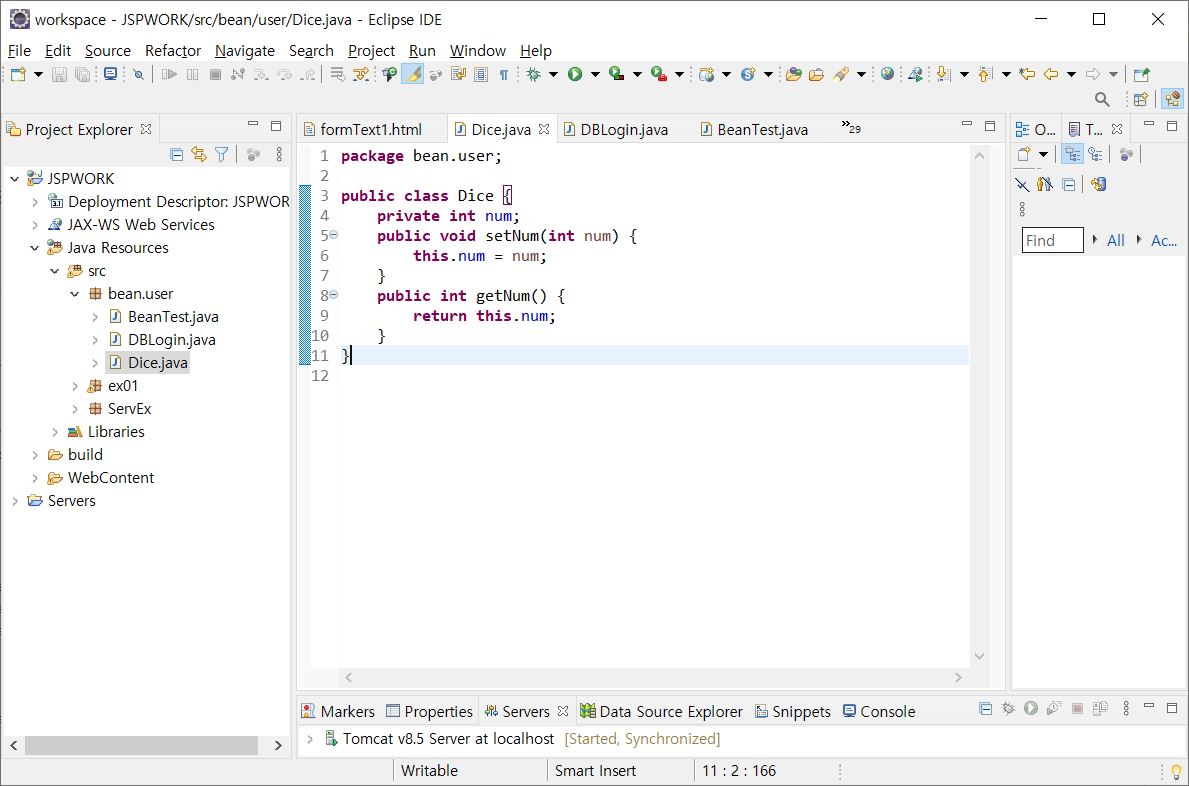 workspace - JSPWORK/src/bean/user/Dice.java - Eclipse IDE
File Edit Source Refactor Navigate Search Project Run Window Help
Project Explorer
JSPWORK
Deployment Descriptor: JSPWOR
JAX-WS Web Services
Java Resources
src
bean.user
BeanTest.java
DBLogin.java
Dice.java
ex01
ServEx
Libraries
build
WebContent
Servers
formText1.html Dice.java DBLogin.java BeanTest.java »29
1 package bean.user;
2
3 public class Dice {
4 private int num;
5 public void setNum(int num) {
6 this.num = num;
7 }
8 public int getNum() {
9 return this.num;
10 }
11 }
12
O... T...
Find All Ac...
Markers Properties Servers Data Source Explorer Snippets Console
Tomcat v8.5 Server at localhost [Started, Synchronized]
Writable Smart Insert 11 : 2 : 166